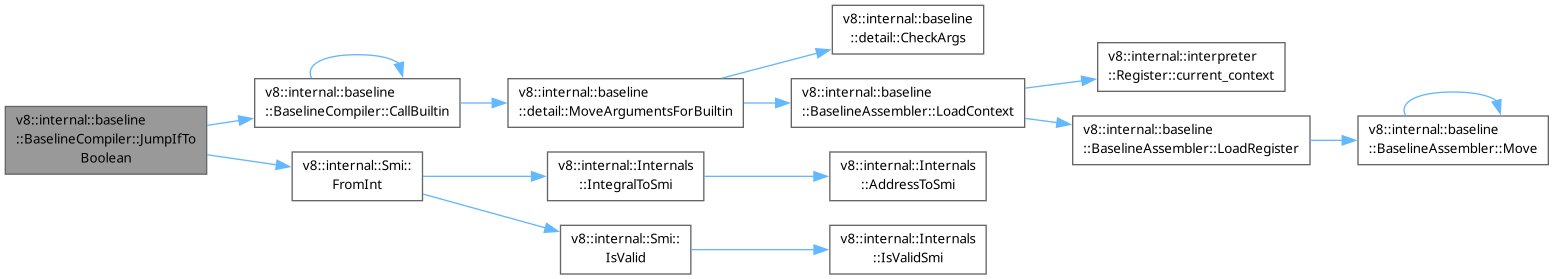 v8::internal::baseline
::BaselineCompiler::JumpIfTo
Boolean
v8::internal::baseline
::BaselineCompiler::CallBuiltin
v8::internal::baseline
::detail::MoveArgumentsForBuiltin
v8::internal::baseline
::detail::CheckArgs
v8::internal::baseline
::BaselineAssembler::LoadContext
v8::internal::interpreter
::Register::current_context
v8::internal::baseline
::BaselineAssembler::LoadRegister
v8::internal::baseline
::BaselineAssembler::Move
v8::internal::Smi::
FromInt
v8::internal::Internals
::IntegralToSmi
v8::internal::Internals
::AddressToSmi
v8::internal::Smi::
IsValid
v8::internal::Internals
::IsValidSmi